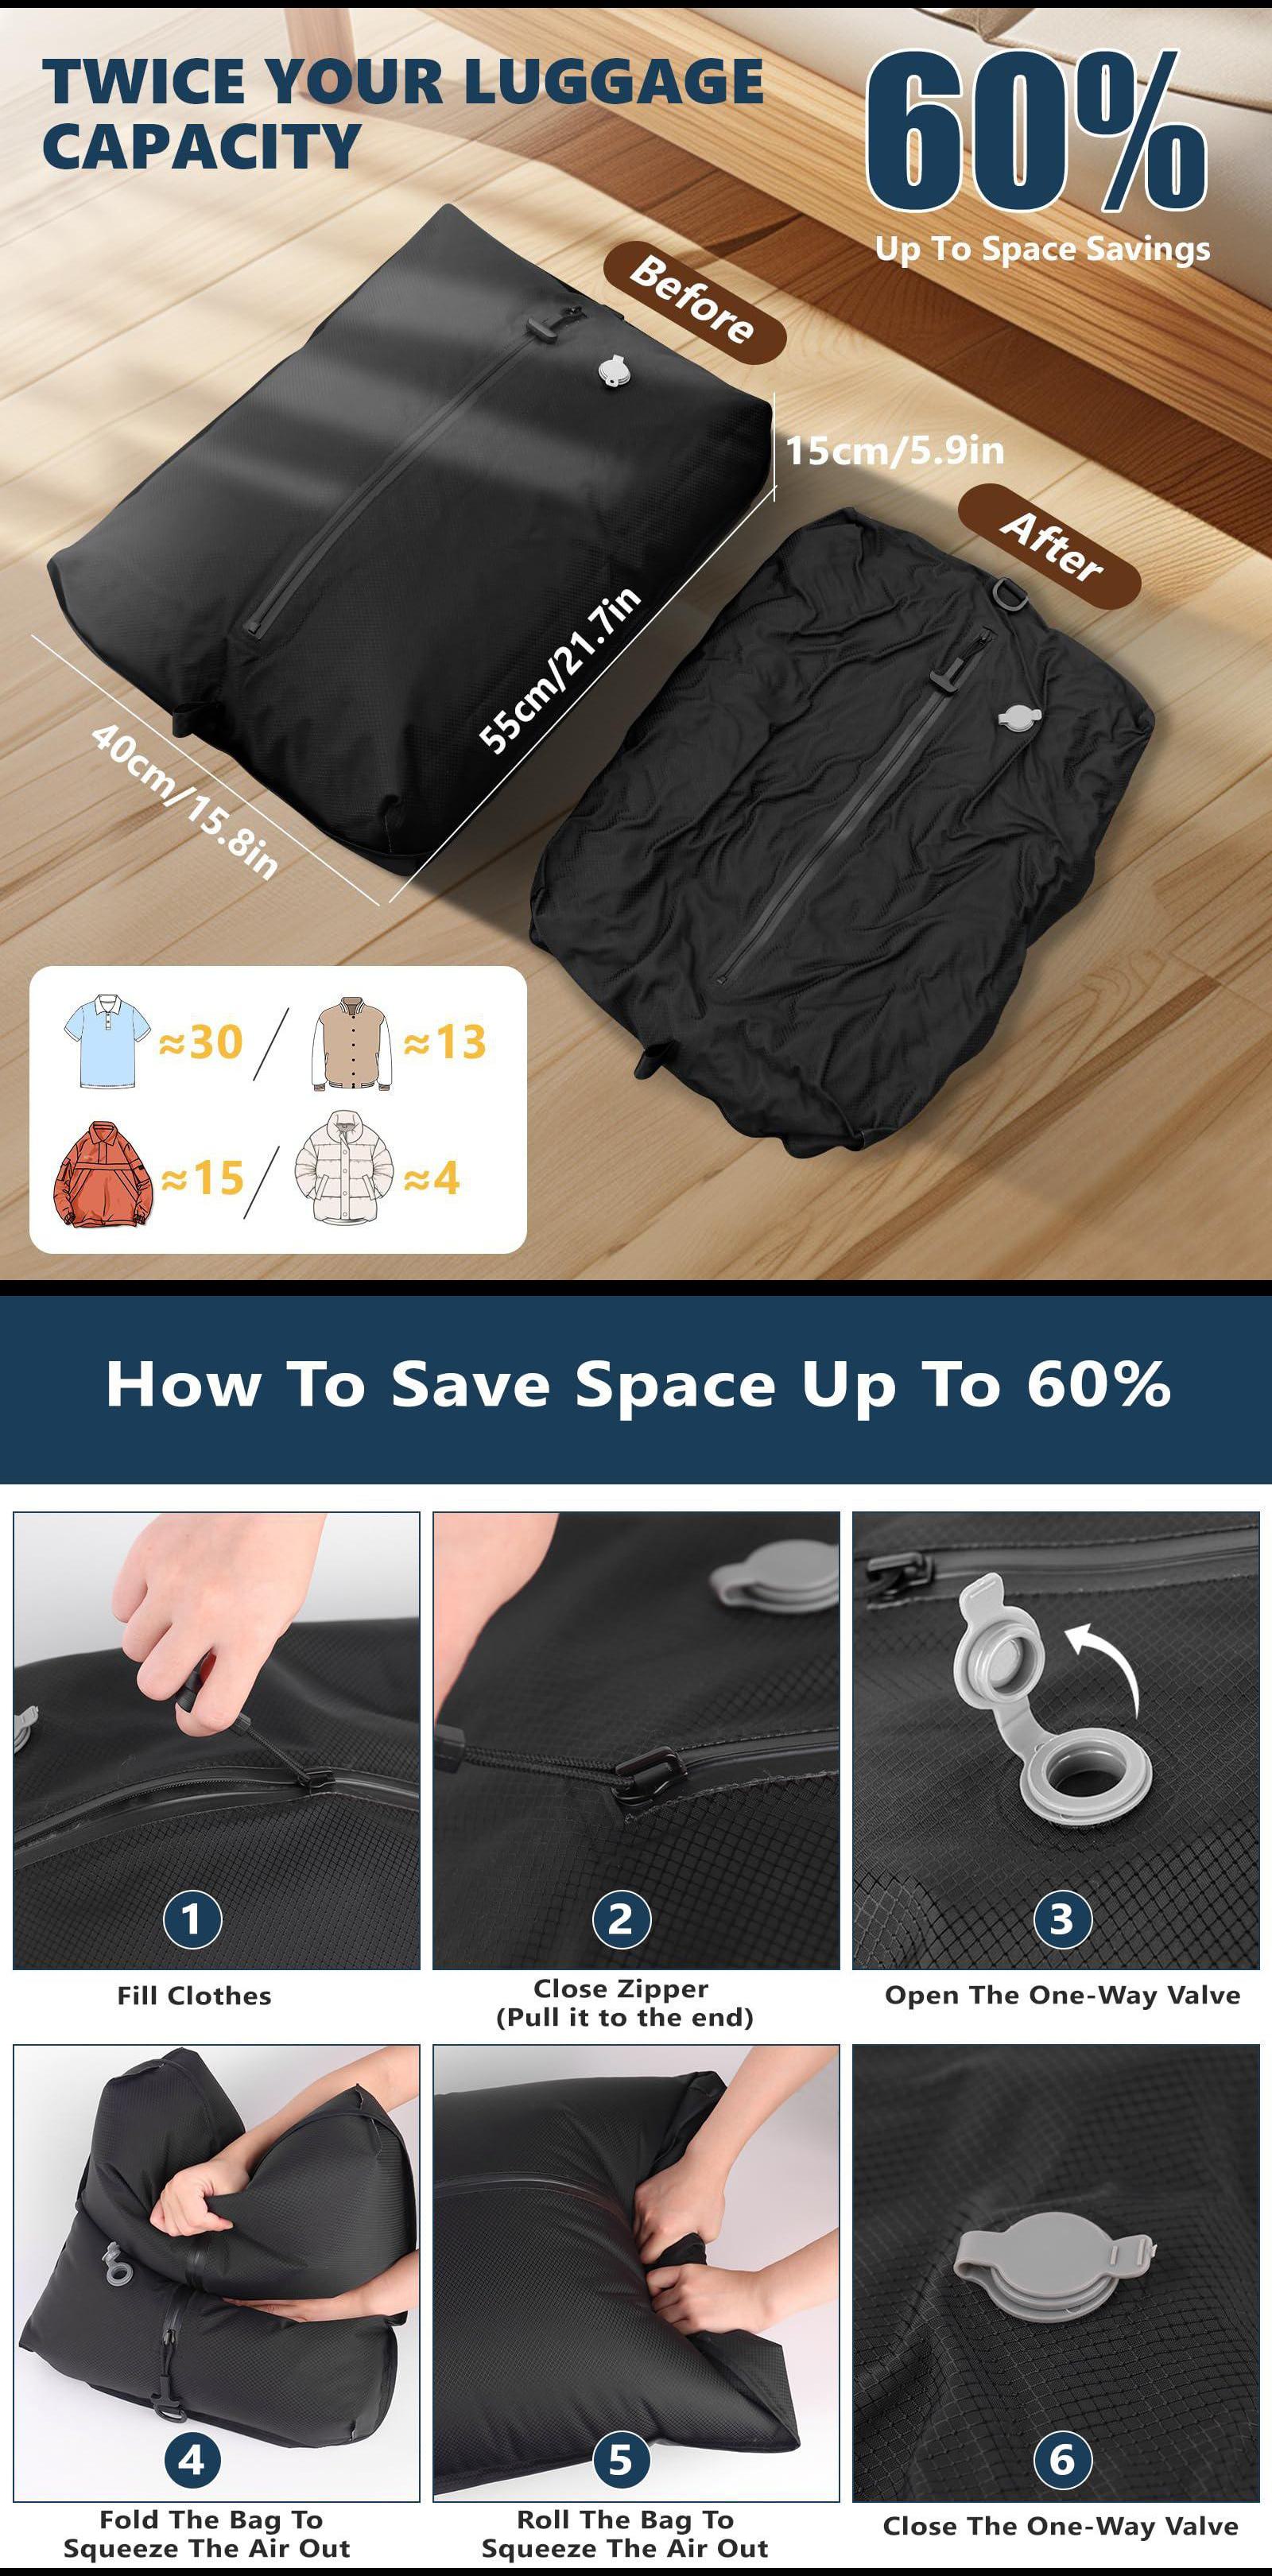 TWICE YOUR LUGGAGE
CAPACITY
60%
Up To Space Savings
Before
15cm/5.9in
After
55cm/21.7in
40cm/15.8in
≈30 / ≈13
≈15 / ≈4
How To Save Space Up To 60%
1
Fill Clothes
2
Close Zipper
(Pull it to the end)
3
Open The One-Way Valve
4
Fold The Bag To
Squeeze The Air Out
5
Roll The Bag To
Squeeze The Air Out
6
Close The One-Way Valve